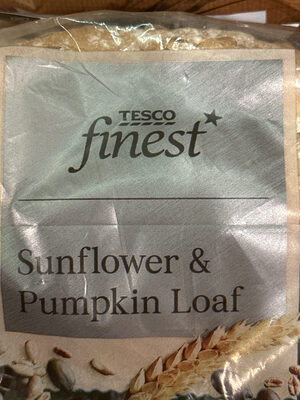 TESCO
finest
Sunflower &
Pumpkin Loaf